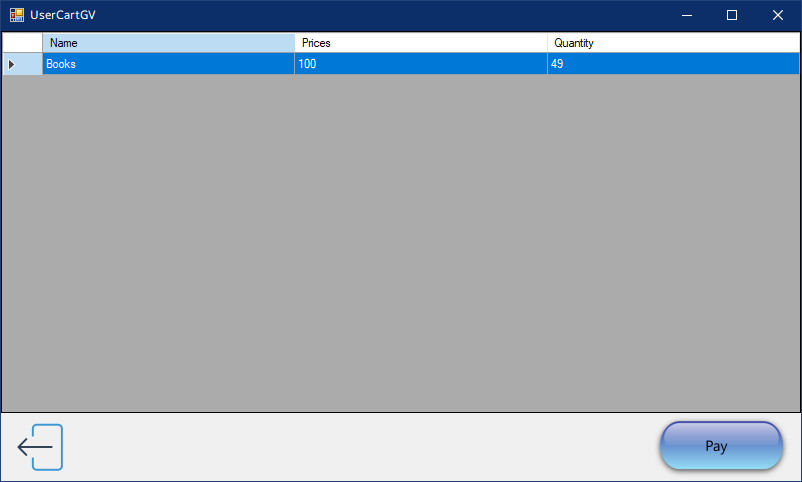 UserCartGV
Name Prices Quantity
Books 100 49
Pay